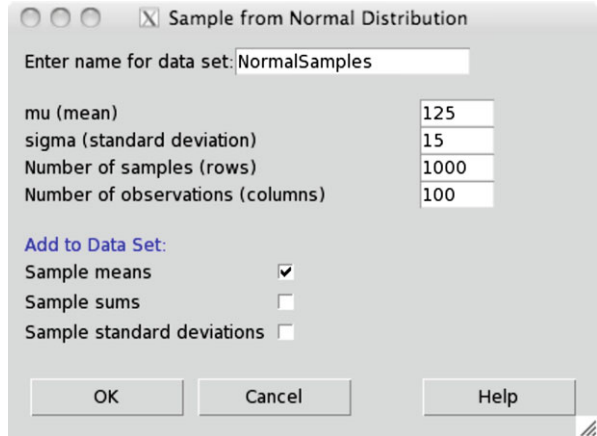 Sample from Normal Distribution
Enter name for data set: NormalSamples
mu (mean) 125
sigma (standard deviation) 15
Number of samples (rows) 1000
Number of observations (columns) 100
Add to Data Set:
Sample means
Sample sums
Sample standard deviations
OK Cancel Help